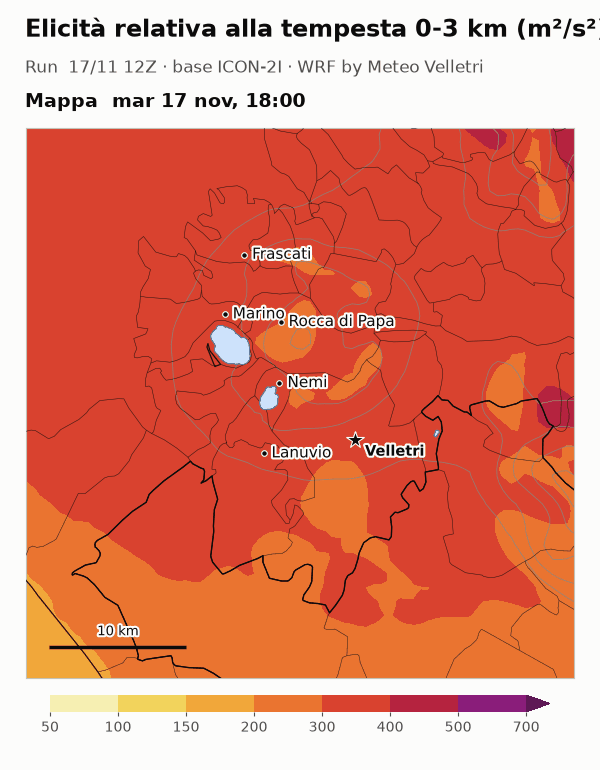 Elicità relativa alla tempesta 0-3 km (m²/s²)
Run 17/11 12Z · base ICON-2I · WRF by Meteo Velletri
Mappa mar 17 nov, 18:00
Frascati
Marino
Rocca di Papa
Nemi
Velletri
Lanuvio
10 km
50 100 150 200 300 400 500 700